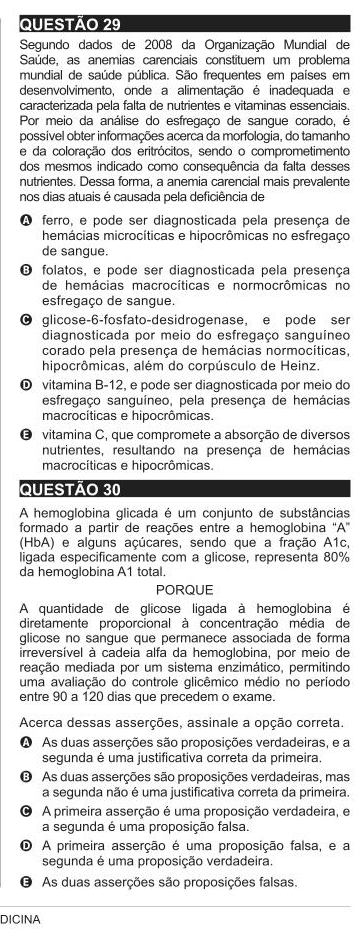 QUESTÃO 29
Segundo dados de 2008 da Organização Mundial de
Saúde, as anemias carenciais constituem um problema
mundial de saúde pública. São frequentes em países em
desenvolvimento, onde a alimentação é inadequada e
caracterizada pela falta de nutrientes e vitaminas essenciais.
Por meio da análise do esfregaço de sangue corado, é
possível obter informações acerca da morfologia, do tamanho
e da coloração dos eritrócitos, sendo o comprometimento
dos mesmos indicado como consequência da falta desses
nutrientes. Dessa forma, a anemia carencial mais prevalente
nos dias atuais é causada pela deficiência de
A ferro, e pode ser diagnosticada pela presença de
hemácias microcíticas e hipocrômicas no esfregaço
de sangue.
B folatos, e pode ser diagnosticada pela presença
de hemácias macrocíticas e normocrômicas no
esfregaço de sangue.
C glicose-6-fosfato-desidrogenase, e pode ser
diagnosticada por meio do esfregaço sanguíneo
corado pela presença de hemácias normocíticas,
hipocrômicas, além do corpúsculo de Heinz.
D vitamina B-12, e pode ser diagnosticada por meio do
esfregaço sanguíneo, pela presença de hemácias
macrocíticas e hipocrômicas.
E vitamina C, que compromete a absorção de diversos
nutrientes, resultando na presença de hemácias
macrocíticas e hipocrômicas.
QUESTÃO 30
A hemoglobina glicada é um conjunto de substâncias
formado a partir de reações entre a hemoglobina “A”
(HbA) e alguns açúcares, sendo que a fração A1c,
ligada especificamente com a glicose, representa 80%
da hemoglobina A1 total.
PORQUE
A quantidade de glicose ligada à hemoglobina é
diretamente proporcional à concentração média de
glicose no sangue que permanece associada de forma
irreversível à cadeia alfa da hemoglobina, por meio de
reação mediada por um sistema enzimático, permitindo
uma avaliação do controle glicêmico médio no período
entre 90 a 120 dias que precedem o exame.
Acerca dessas asserções, assinale a opção correta.
A As duas asserções são proposições verdadeiras, e a
segunda é uma justificativa correta da primeira.
B As duas asserções são proposições verdadeiras, mas
a segunda não é uma justificativa correta da primeira.
C A primeira asserção é uma proposição verdadeira, e
a segunda é uma proposição falsa.
D A primeira asserção é uma proposição falsa, e a
segunda é uma proposição verdadeira.
E As duas asserções são proposições falsas.
DICINA